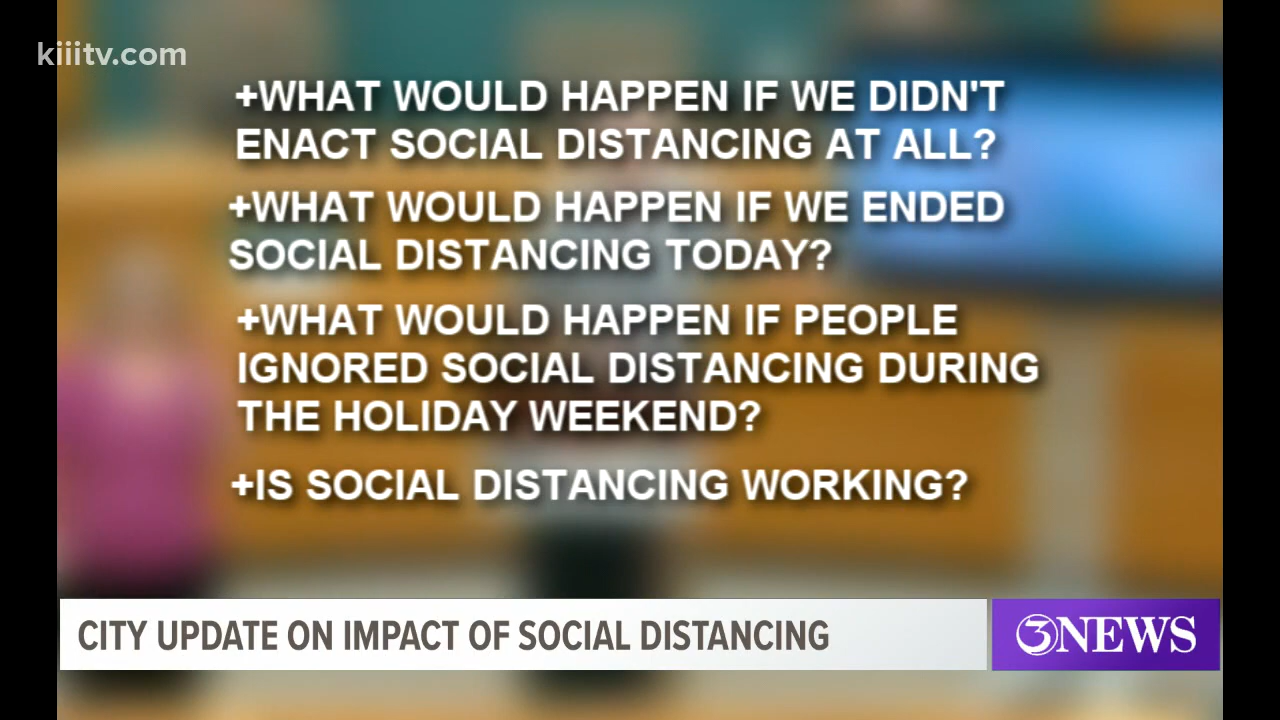 kiiitv.com
+WHAT WOULD HAPPEN IF WE DIDN'T
ENACT SOCIAL DISTANCING AT ALL?
+WHAT WOULD HAPPEN IF WE ENDED
SOCIAL DISTANCING TODAY?
+WHAT WOULD HAPPEN IF PEOPLE
IGNORED SOCIAL DISTANCING DURING
THE HOLIDAY WEEKEND?
+IS SOCIAL DISTANCING WORKING?
CITY UPDATE ON IMPACT OF SOCIAL DISTANCING
3NEWS